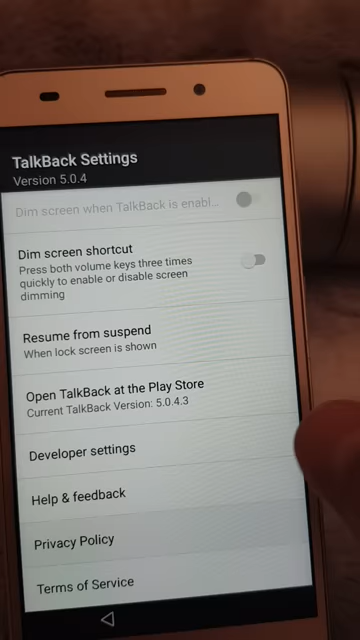 TalkBack Settings
Version 5.0.4
Dim screen when TalkBack is enabl...
Dim screen shortcut
Press both volume keys three times
quickly to enable or disable screen
dimming
Resume from suspend
When lock screen is shown
Open TalkBack at the Play Store
Current TalkBack Version: 5.0.4.3
Developer settings
Help & feedback
Privacy Policy
Terms of Service